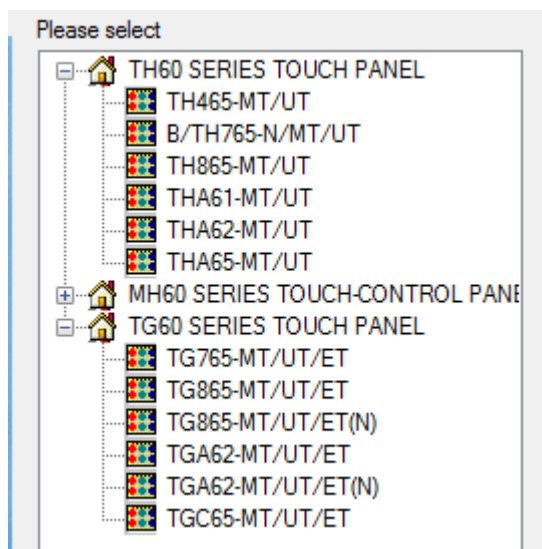 Please select
TH60 SERIES TOUCH PANEL
TH465-MT/UT
B/TH765-N/MT/UT
TH865-MT/UT
THA61-MT/UT
THA62-MT/UT
THA65-MT/UT
MH60 SERIES TOUCH-CONTROL PANE
TG60 SERIES TOUCH PANEL
TG765-MT/UT/ET
TG865-MT/UT/ET
TG865-MT/UT/ET(N)
TGA62-MT/UT/ET
TGA62-MT/UT/ET(N)
TGC65-MT/UT/ET